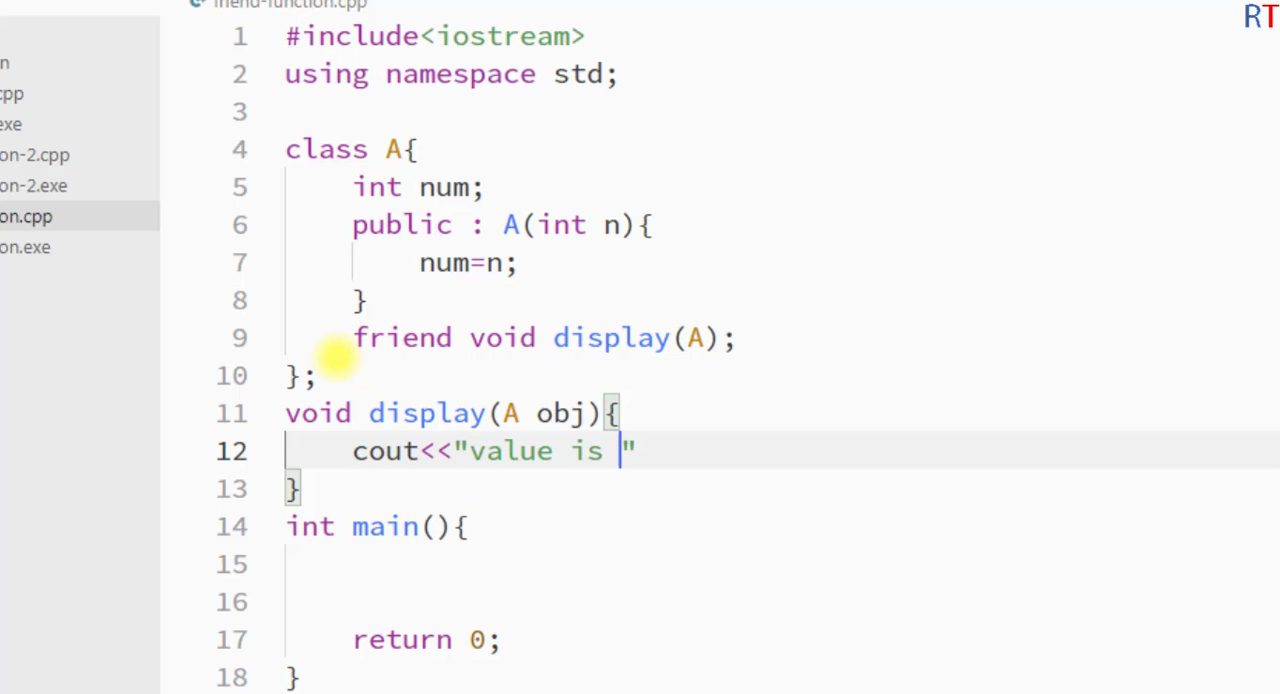 friend-function.cpp
RT
n
cpp
exe
on-2.cpp
on-2.exe
on.cpp
on.exe
1 #include<iostream>
2 using namespace std;
3
4 class A{
5 int num;
6 public : A(int n){
7 num=n;
8 }
9 friend void display(A);
10 };
11 void display(A obj){
12 cout<<"value is "
13 }
14 int main(){
15
16
17 return 0;
18 }